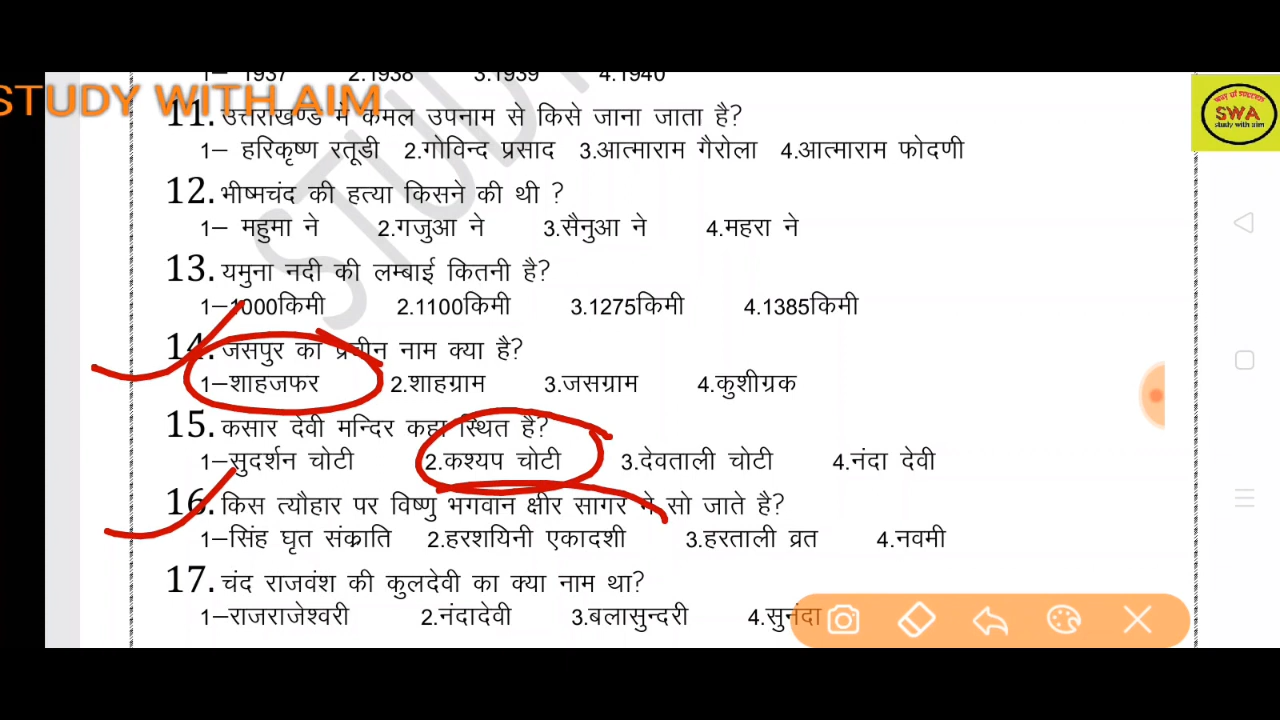 1– 1937 2.1938 3.1939 4.1940
STUDY WITH AIM
11. उत्तराखण्ड मे कमल उपनाम से किसे जाना जाता है?
1– हरिकृष्ण रतूडी 2.गोविन्द प्रसाद 3.आत्माराम गैरोला 4.आत्माराम फोदणी
12. भीष्मचंद की हत्या किसने की थी ?
1– महुमा ने 2.गजुआ ने 3.सैनुआ ने 4.महरा ने
13. यमुना नदी की लम्बाई कितनी है?
1–1000किमी 2.1100किमी 3.1275किमी 4.1385किमी
14. जसपुर का प्रचीन नाम क्या है?
1–शाहजफर 2.शाहग्राम 3.जसग्राम 4.कुशीग्रक
15. कसार देवी मन्दिर कहा स्थित है?
1–सुदर्शन चोटी 2.कश्यप चोटी 3.देवताली चोटी 4.नंदा देवी
16. किस त्यौहार पर विष्णु भगवान क्षीर सागर मे सो जाते है?
1–सिंह घृत संक्राति 2.हरशयिनी एकादशी 3.हरताली व्रत 4.नवमी
17. चंद राजवंश की कुलदेवी का क्या नाम था?
1–राजराजेश्वरी 2.नंदादेवी 3.बलासुन्दरी 4.सुनंदा
SWA
study with aim
STUDY